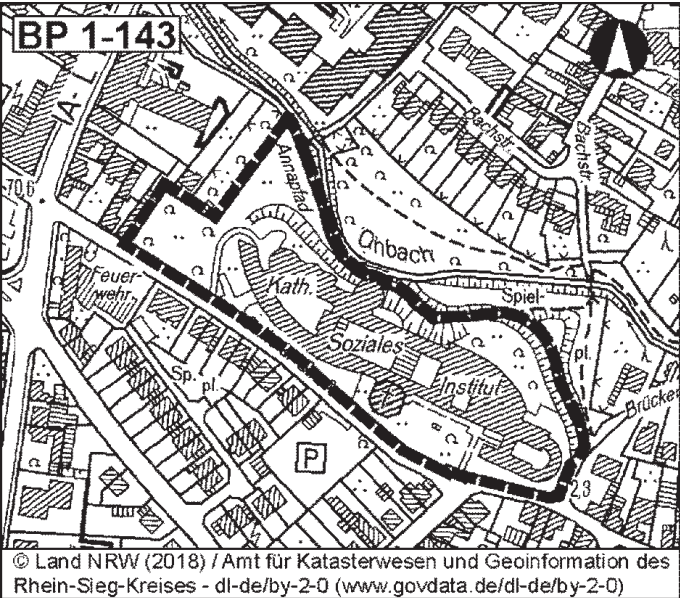 BP 1-143
Bachstr.
Bachstr.
Annapfad
70,6
Ohbach
Feuer-
wehr.
Kath.
Spiel-
pl.
Soziales
Sp.
pl.
Institut
P
2,3
© Land NRW (2018) / Amt für Katasterwesen und Geoinformation des
Rhein-Sieg-Kreises - dl-de/by-2-0 (www.govdata.de/dl-de/by-2-0)